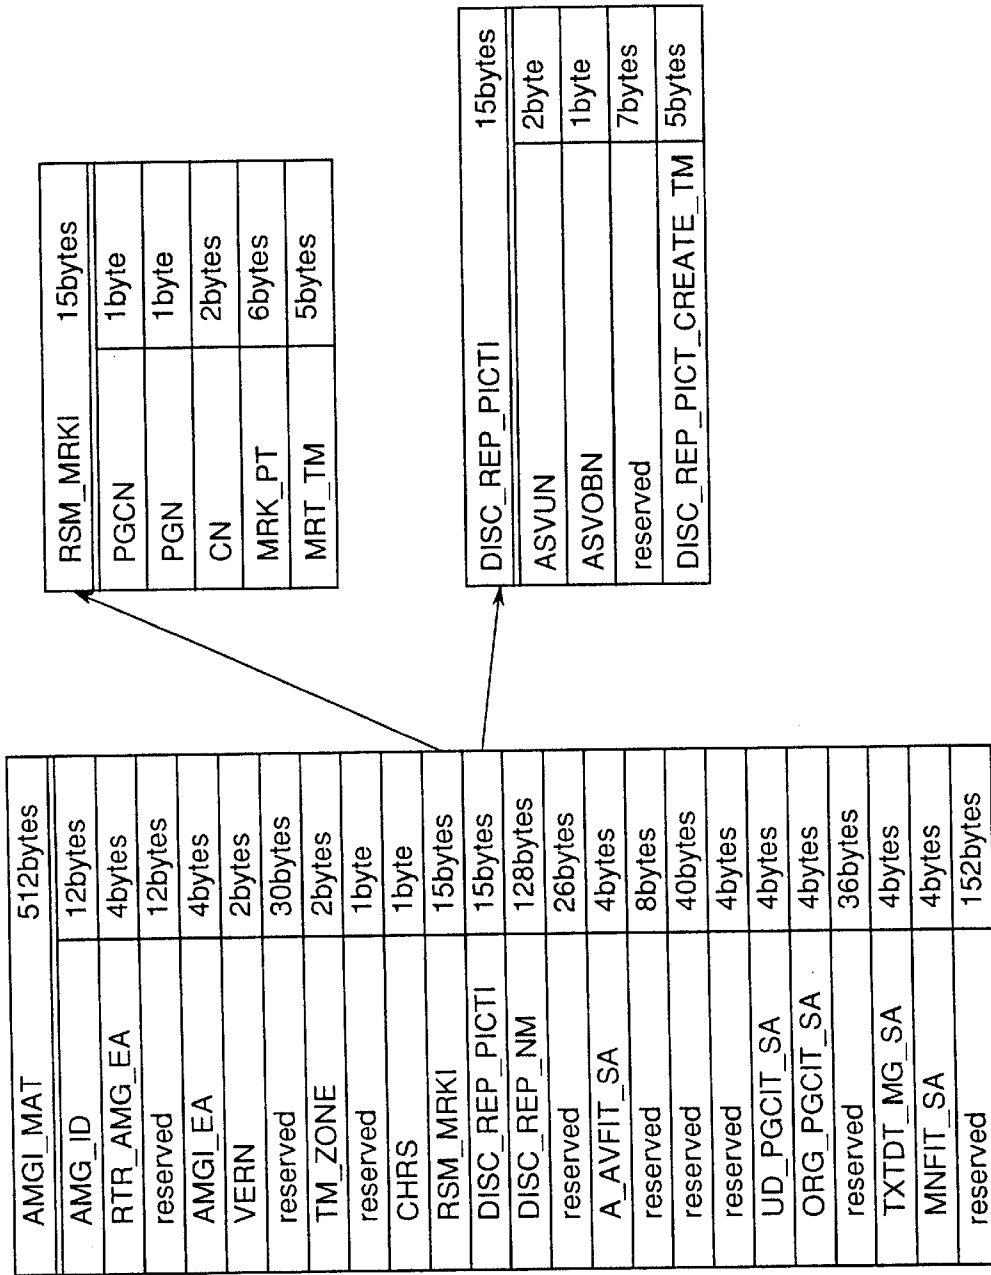 AMGI_MAT 512bytes
AMG_ID 12bytes
RTR_AMG_EA 4bytes
reserved 12bytes
AMGI_EA 4bytes
VERN 2bytes
reserved 30bytes
TM_ZONE 2bytes
reserved 1byte
CHRS 1byte
RSM_MRKI 15bytes
DISC_REP_PICTI 15bytes
DISC_REP_NM 128bytes
reserved 26bytes
A_AVFIT_SA 4bytes
reserved 8bytes
reserved 40bytes
reserved 4bytes
UD_PGCIT_SA 4bytes
ORG_PGCIT_SA 4bytes
reserved 36bytes
TXTDT_MG_SA 4bytes
MNFIT_SA 4bytes
reserved 152bytes
RSM_MRKI 15bytes
PGCN 1byte
PGN 1byte
CN 2bytes
MRK_PT 6bytes
MRT_TM 5bytes
DISC_REP_PICTI 15bytes
ASVUN 2byte
ASVOBN 1byte
reserved 7bytes
DISC_REP_PICT_CREATE_TM 5bytes